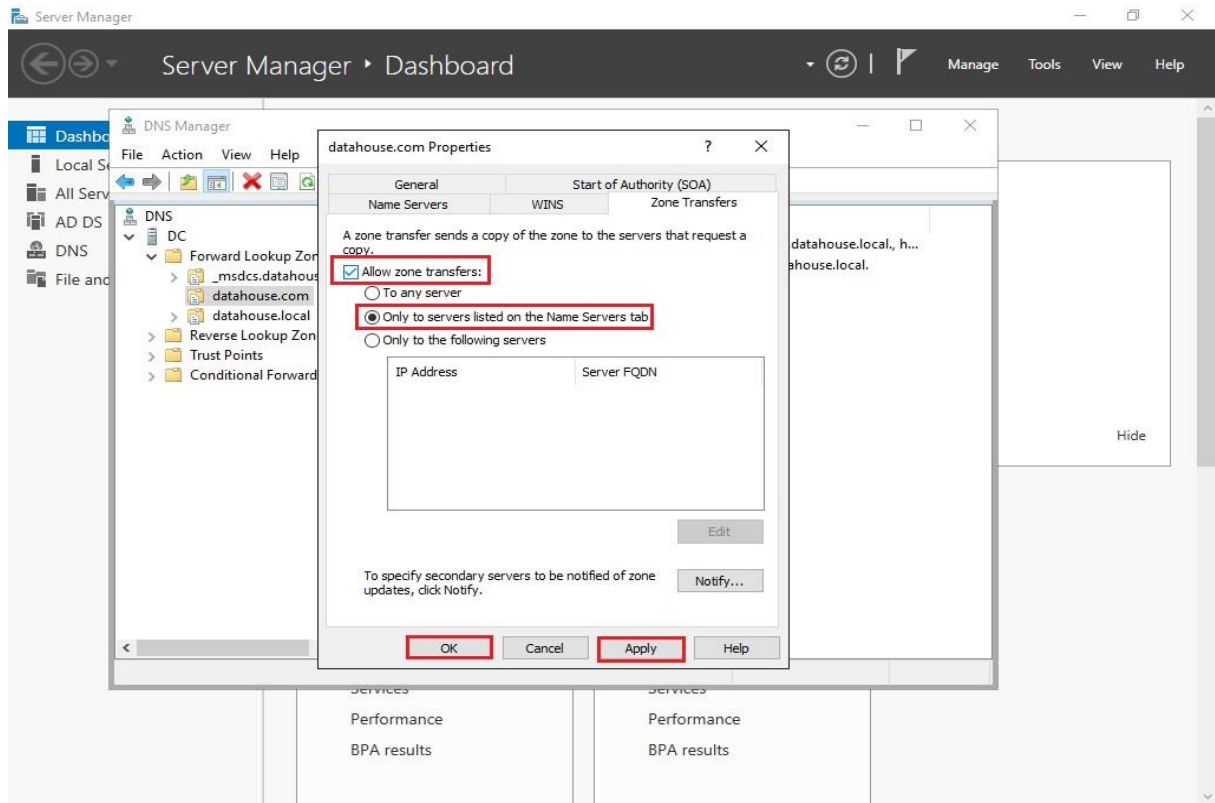 Server Manager
Server Manager ‣ Dashboard
Manage Tools View Help
Dashbo
Local Se
All Serv
AD DS
DNS
File and
DNS Manager
File Action View Help
DNS
DC
Forward Lookup Zon
_msdcs.datahous
datahouse.com
datahouse.local
Reverse Lookup Zon
Trust Points
Conditional Forward
datahouse.com Properties
General Start of Authority (SOA)
Name Servers WINS Zone Transfers
A zone transfer sends a copy of the zone to the servers that request a
copy.
Allow zone transfers:
To any server
Only to servers listed on the Name Servers tab
Only to the following servers
IP Address Server FQDN
Edit
To specify secondary servers to be notified of zone
updates, click Notify.
Notify...
OK Cancel Apply Help
datahouse.local., h...
ahouse.local.
Hide
Services Services
Performance Performance
BPA results BPA results